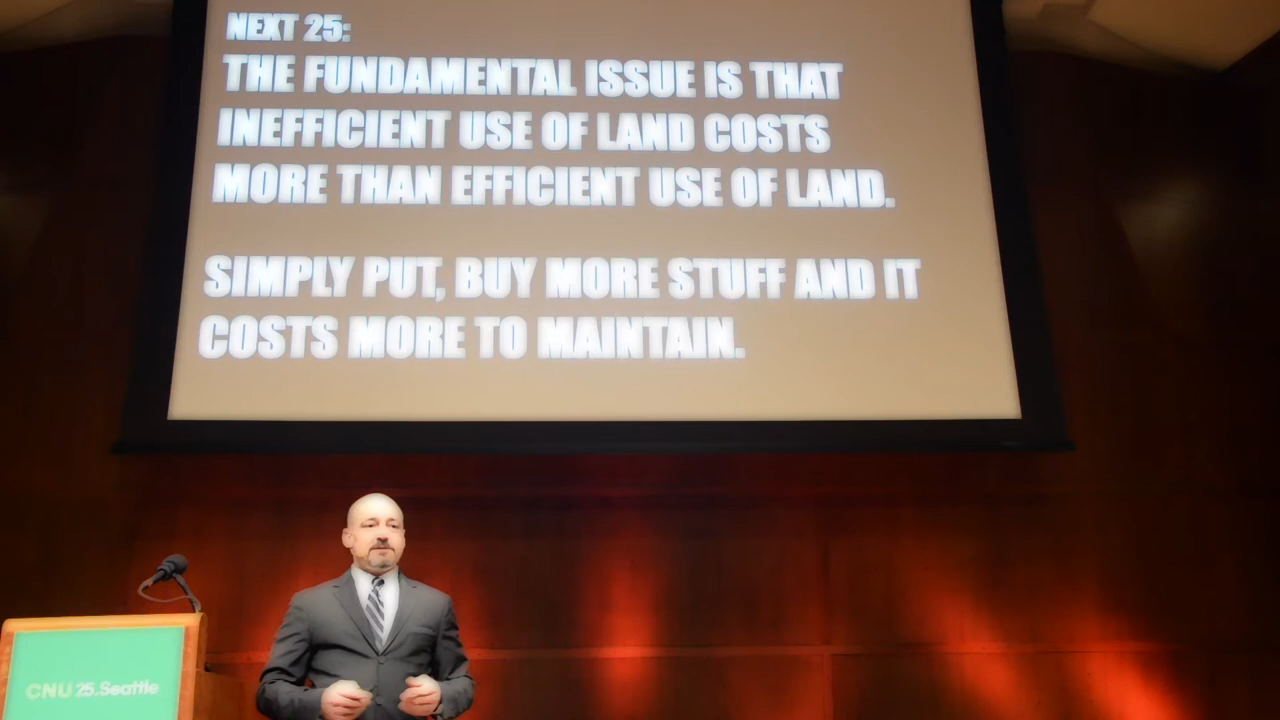 NEXT 25:
THE FUNDAMENTAL ISSUE IS THAT
INEFFICIENT USE OF LAND COSTS
MORE THAN EFFICIENT USE OF LAND.
SIMPLY PUT, BUY MORE STUFF AND IT
COSTS MORE TO MAINTAIN.
CNU 25.Seattle